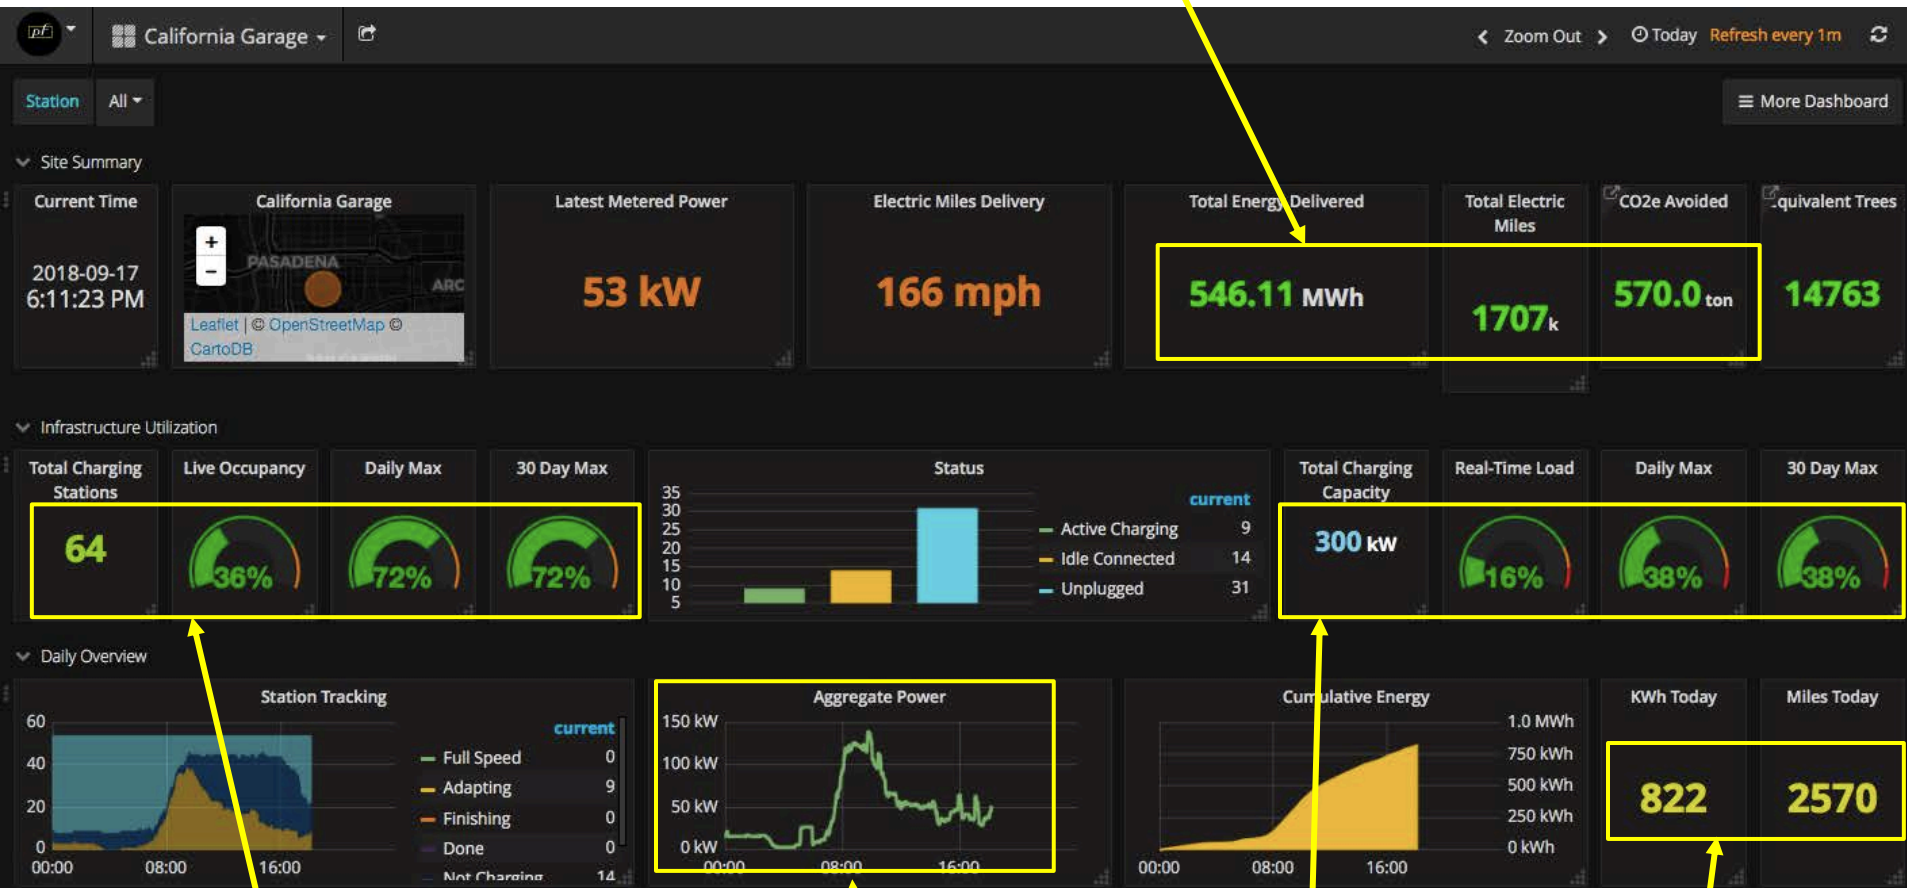 pf
California Garage
Zoom Out
Today Refresh every 1m
Station All
More Dashboard
Site Summary
Current Time
2018-09-17
6:11:23 PM
California Garage
+
-
PASADENA
ARC
Leaflet | © OpenStreetMap ©
CartoDB
Latest Metered Power
53 kW
Electric Miles Delivery
166 mph
Total Energy Delivered
546.11 MWh
Total Electric
Miles
1707k
CO2e Avoided
570.0 ton
quivalent Trees
14763
Infrastructure Utilization
Total Charging
Stations
64
Live Occupancy
36%
Daily Max
72%
30 Day Max
72%
Status
35
30
25
20
15
10
5
current
Active Charging 9
Idle Connected 14
Unplugged 31
Total Charging
Capacity
300 kW
Real-Time Load
16%
Daily Max
38%
30 Day Max
38%
Daily Overview
Station Tracking
60
40
20
0
00:00 08:00 16:00
current
Full Speed 0
Adapting 9
Finishing 0
Done 0
Not Charging 14
Aggregate Power
150 kW
100 kW
50 kW
0 kW
00:00 08:00 16:00
Cumulative Energy
1.0 MWh
750 kWh
500 kWh
250 kWh
0 kWh
00:00 08:00 16:00
KWh Today
822
Miles Today
2570